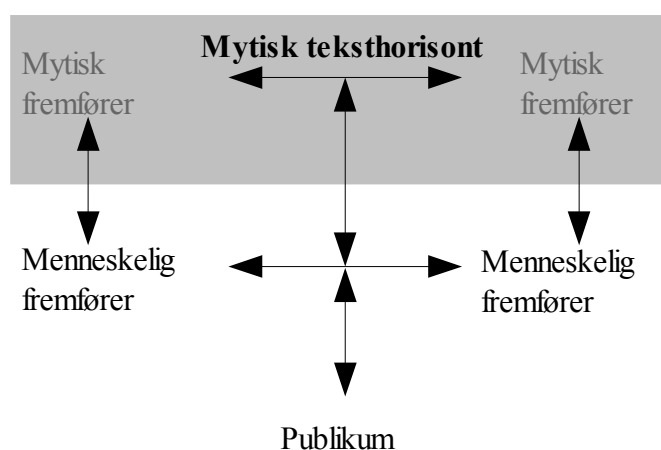 Mytisk teksthorisont
Mytisk
fremfører
Mytisk
fremfører
Menneskelig
fremfører
Menneskelig
fremfører
Publikum